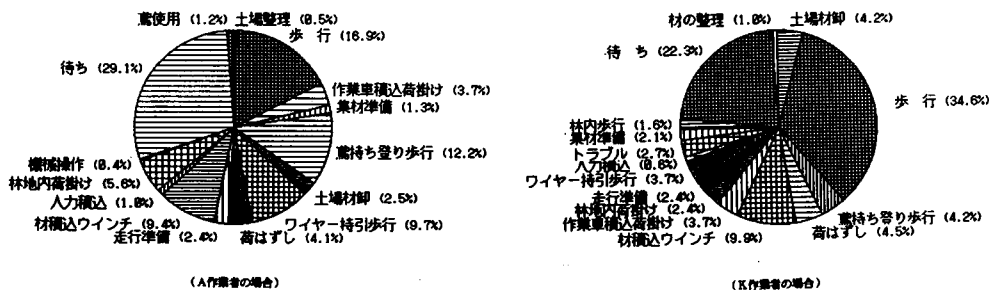 鳶使用 (1.2%)
土場整理 (0.5%)
歩 行 (16.9%)
作業車積込荷掛け (3.7%)
集材準備 (1.3%)
鳶持ち登り歩行 (12.2%)
土場材卸 (2.5%)
ワイヤー持引歩行 (9.7%)
荷はずし (4.1%)
走行準備 (2.4%)
材積込ウインチ (9.4%)
人力積込 (1.0%)
林地内荷掛け (5.6%)
機械操作 (0.4%)
待ち (29.1%)
(A作業者の場合)
材の整理 (1.0%)
土場材卸 (4.2%)
歩 行 (34.6%)
鳶持ち登り歩行 (4.2%)
荷はずし (4.5%)
材積込ウインチ (9.9%)
作業車積込荷掛け (3.7%)
林地内荷掛け (2.4%)
走行準備 (2.4%)
ワイヤー持引歩行 (3.7%)
人力積込 (0.6%)
トラブル (2.7%)
集材準備 (2.1%)
林内歩行 (1.6%)
待 ち (22.3%)
(K作業者の場合)